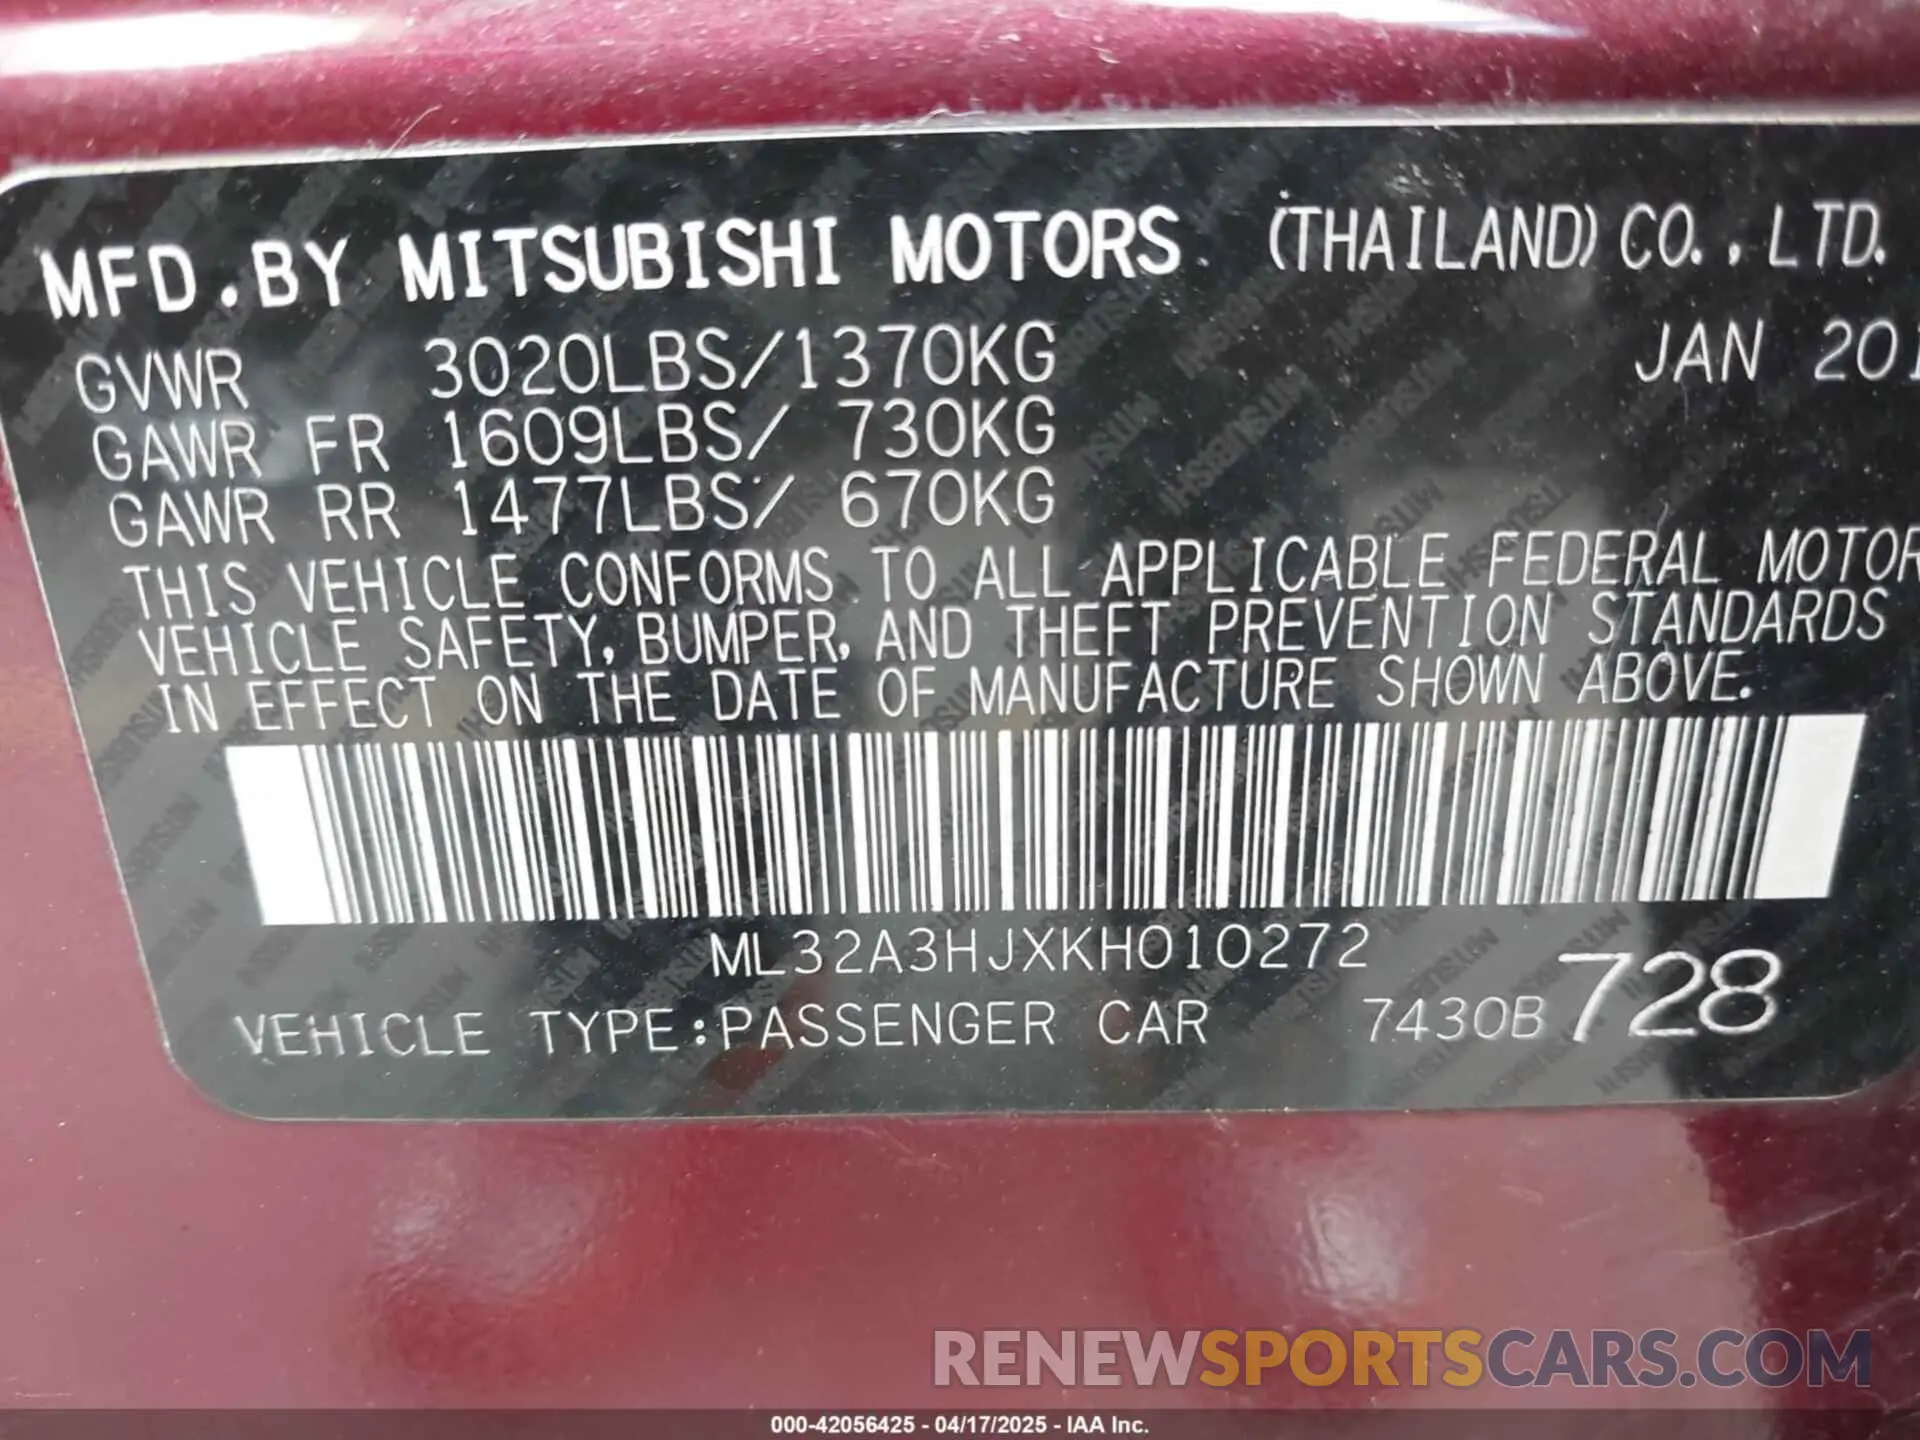 MFD.BY MITSUBISHI MOTORS (THAILAND) CO.,LTD.
GVWR 3020LBS/1370KG JAN 201
GAWR FR 1609LBS/ 730KG
GAWR RR 1477LBS/ 670KG
THIS VEHICLE CONFORMS TO ALL APPLICABLE FEDERAL MOTOR
VEHICLE SAFETY, BUMPER, AND THEFT PREVENTION STANDARDS
IN EFFECT ON THE DATE OF MANUFACTURE SHOWN ABOVE.
ML32A3HJXKH010272
VEHICLE TYPE:PASSENGER CAR 7430B 728
RENEWSPORTSCARS.COM
000-42056425 - 04/17/2025 - IAA Inc.